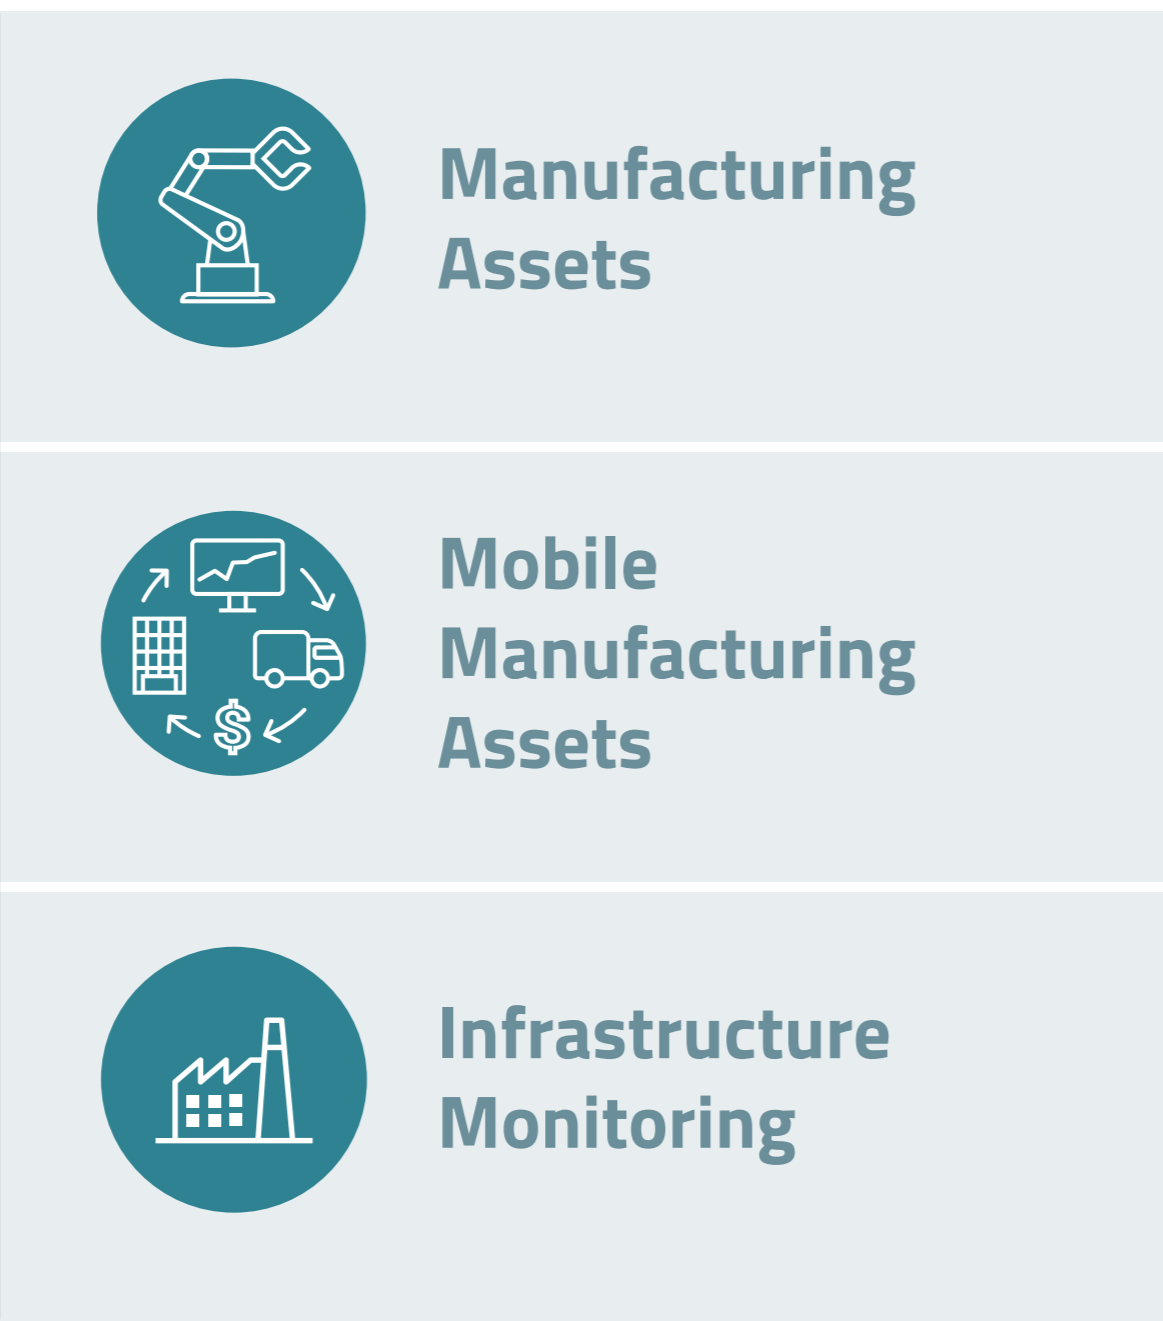 Manufacturing
Assets
Mobile
Manufacturing
Assets
$
Infrastructure
Monitoring